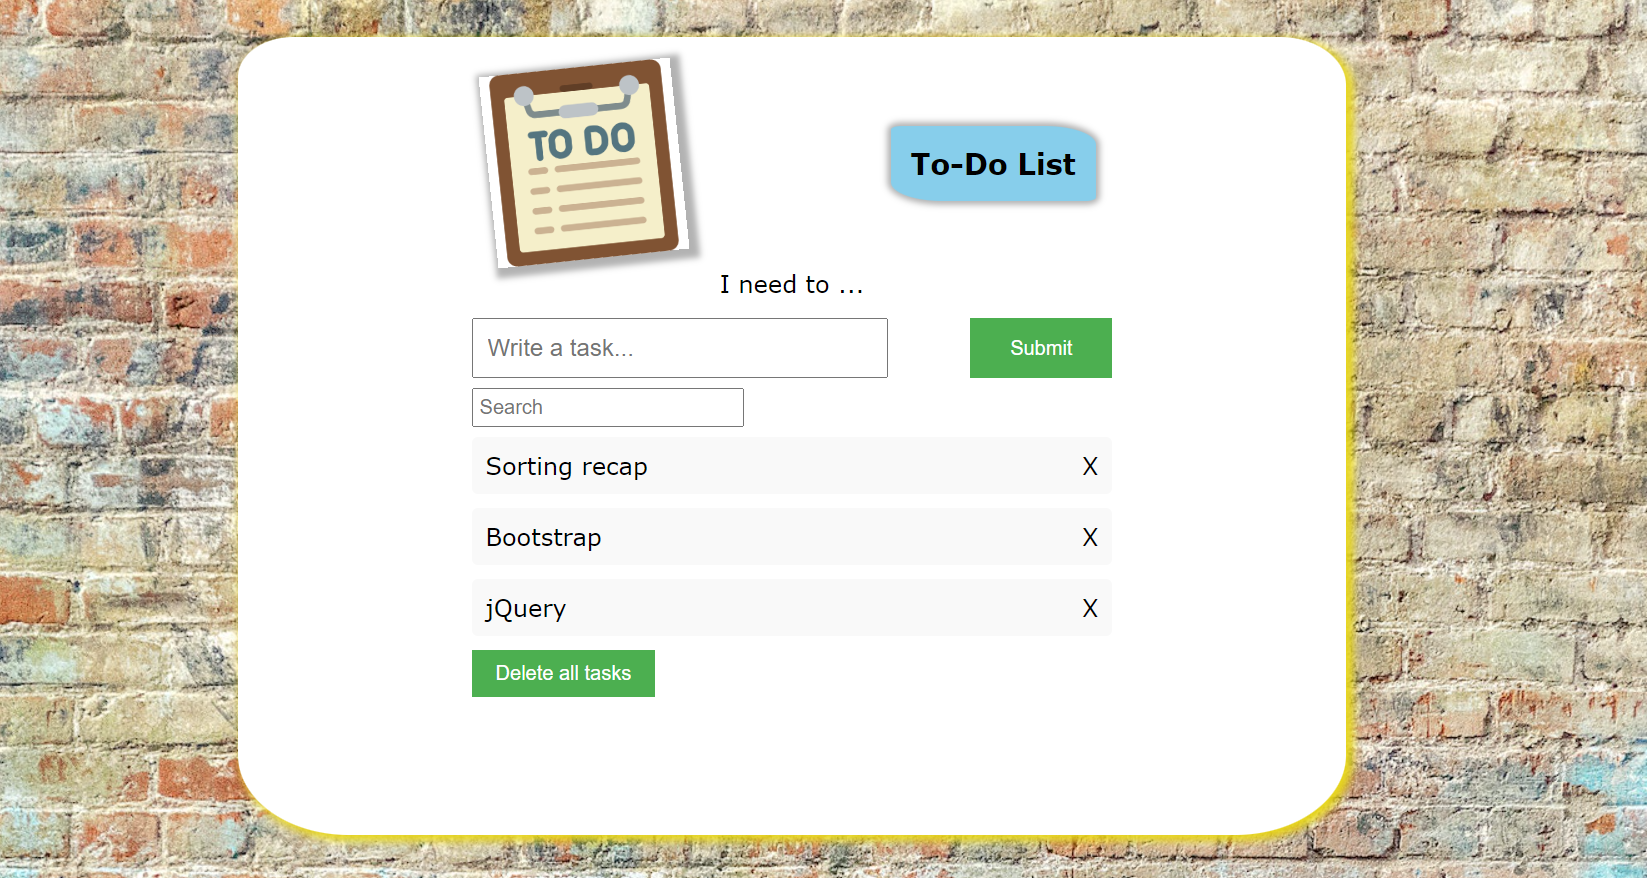 TO DO
To-Do List
I need to ...
Write a task...
Submit
Search
Sorting recap X
Bootstrap X
jQuery X
Delete all tasks